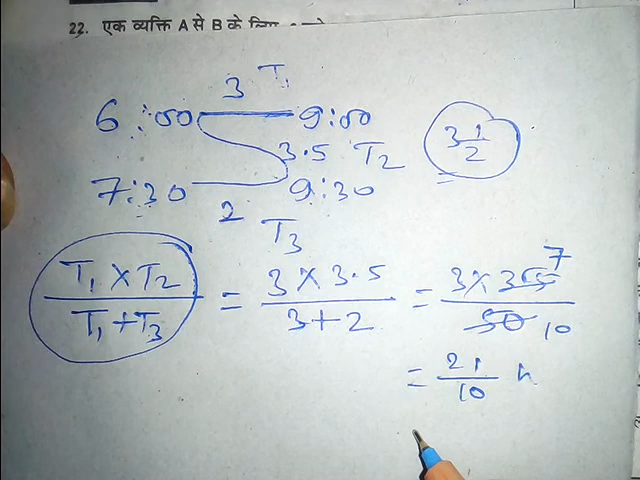 22. एक व्यक्ति A से B के लिए
3 T₁
6:00 9:00
3.5 T₂
3 1/2
7:30 9:30
2 T₃
T₁ × T₂ / T₁ + T₃ = 3 × 3.5 / 3 + 2 = 3 × 35 7 / 50 10
= 21/10 h